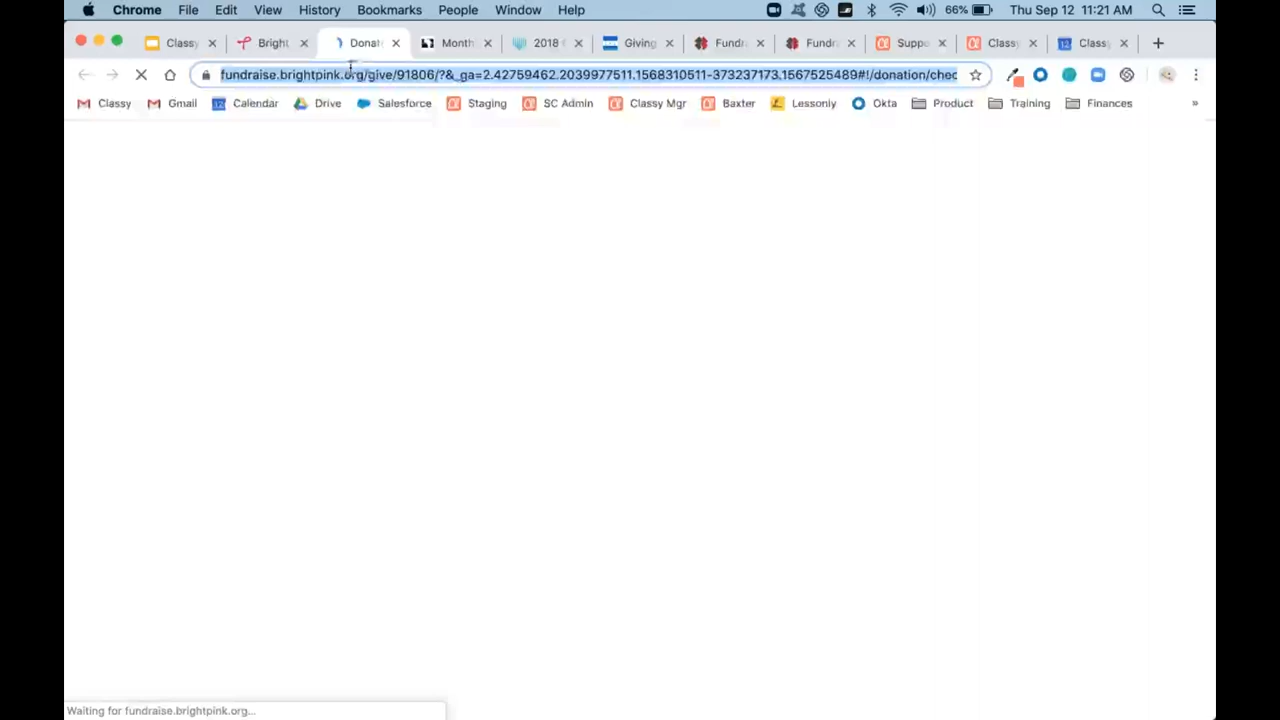 Chrome File Edit View History Bookmarks People Window Help 66% Thu Sep 12 11:21 AM
Classy Bright Donat Month 2018 Giving Fundra Fundra Suppo Classy Classy
fundraise.brightpink.org/give/91806/?&_ga=2.42759462.2039977511.1568310511-373237173.1567525489#!/donation/chec
Classy Gmail Calendar Drive Salesforce Staging SC Admin Classy Mgr Baxter Lessonly Okta Product Training Finances »
Waiting for fundraise.brightpink.org...